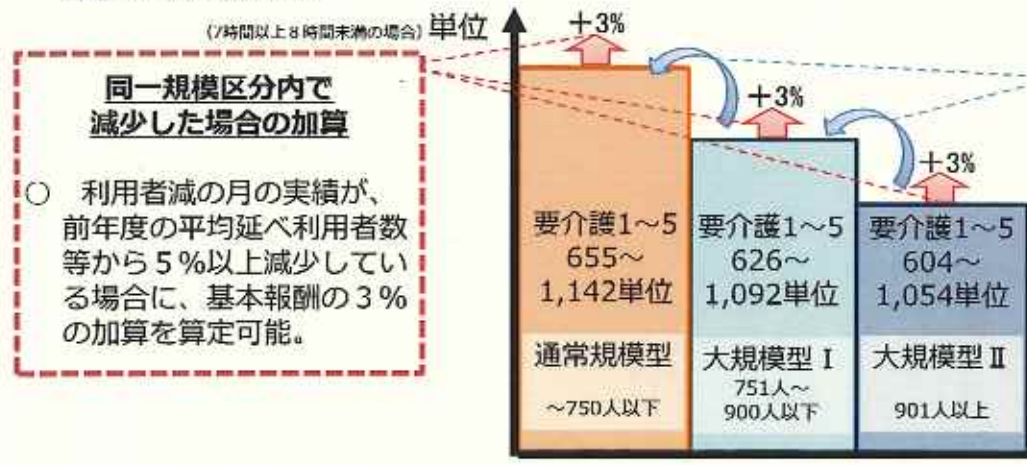 (7時間以上8時間未満の場合)
単位
+3%
+3%
+3%
同一規模区分内で
減少した場合の加算
○ 利用者減の月の実績が、
前年度の平均延べ利用者数
等から5%以上減少してい
る場合に、基本報酬の3%
の加算を算定可能。
要介護1~5
655~
1,142単位
通常規模型
~750人以下
要介護1~5
626~
1,092単位
大規模型Ⅰ
751人~
900人以下
要介護1~5
604~
1,054単位
大規模型Ⅱ
901人以上